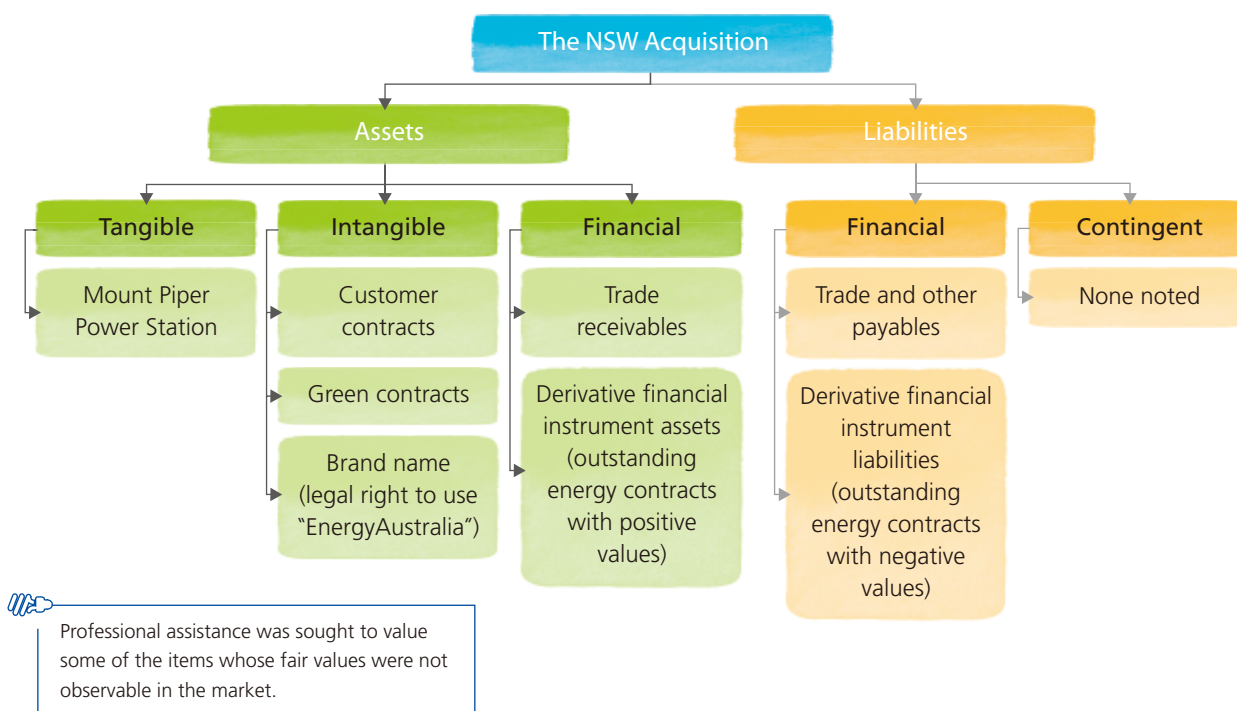 The NSW Acquisition
Assets
Liabilities
Tangible
Intangible
Financial
Financial
Contingent
Mount Piper
Power Station
Customer
contracts
Green contracts
Brand name
(legal right to use
“EnergyAustralia”)
Trade
receivables
Derivative financial
instrument assets
(outstanding
energy contracts
with positive
values)
Trade and other
payables
Derivative financial
instrument
liabilities
(outstanding
energy contracts
with negative
values)
None noted
Professional assistance was sought to value
some of the items whose fair values were not
observable in the market.